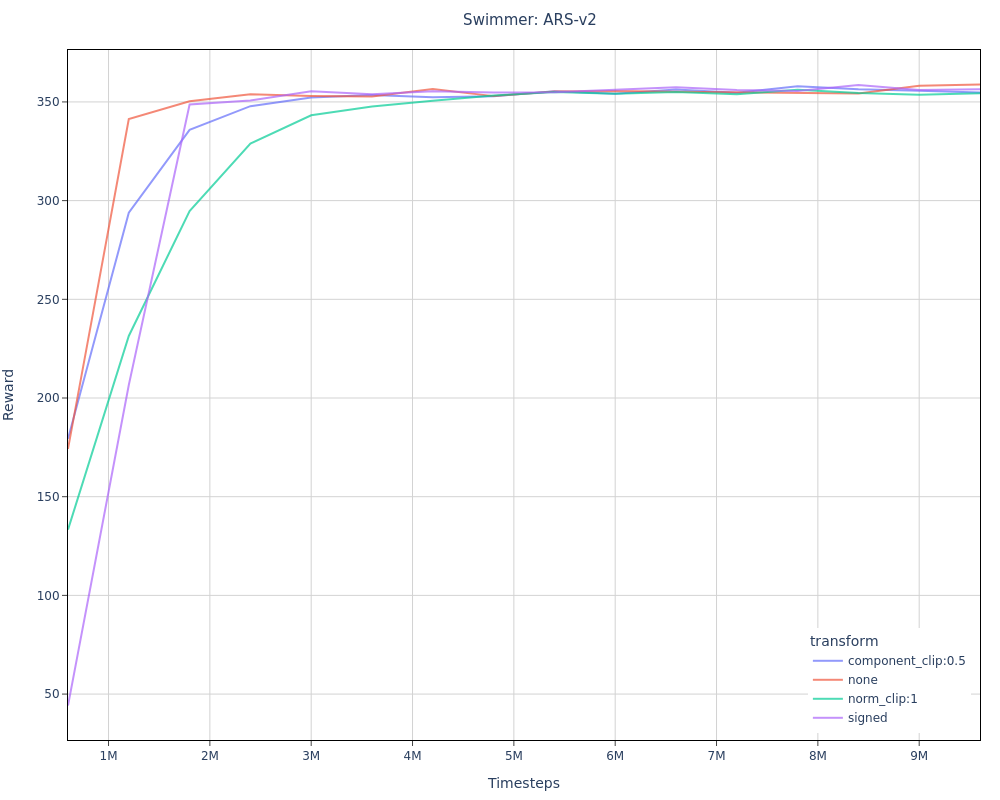 Swimmer: ARS-v2
Reward
350
300
250
200
150
100
50
1M 2M 3M 4M 5M 6M 7M 8M 9M
Timesteps
transform
component_clip:0.5
none
norm_clip:1
signed